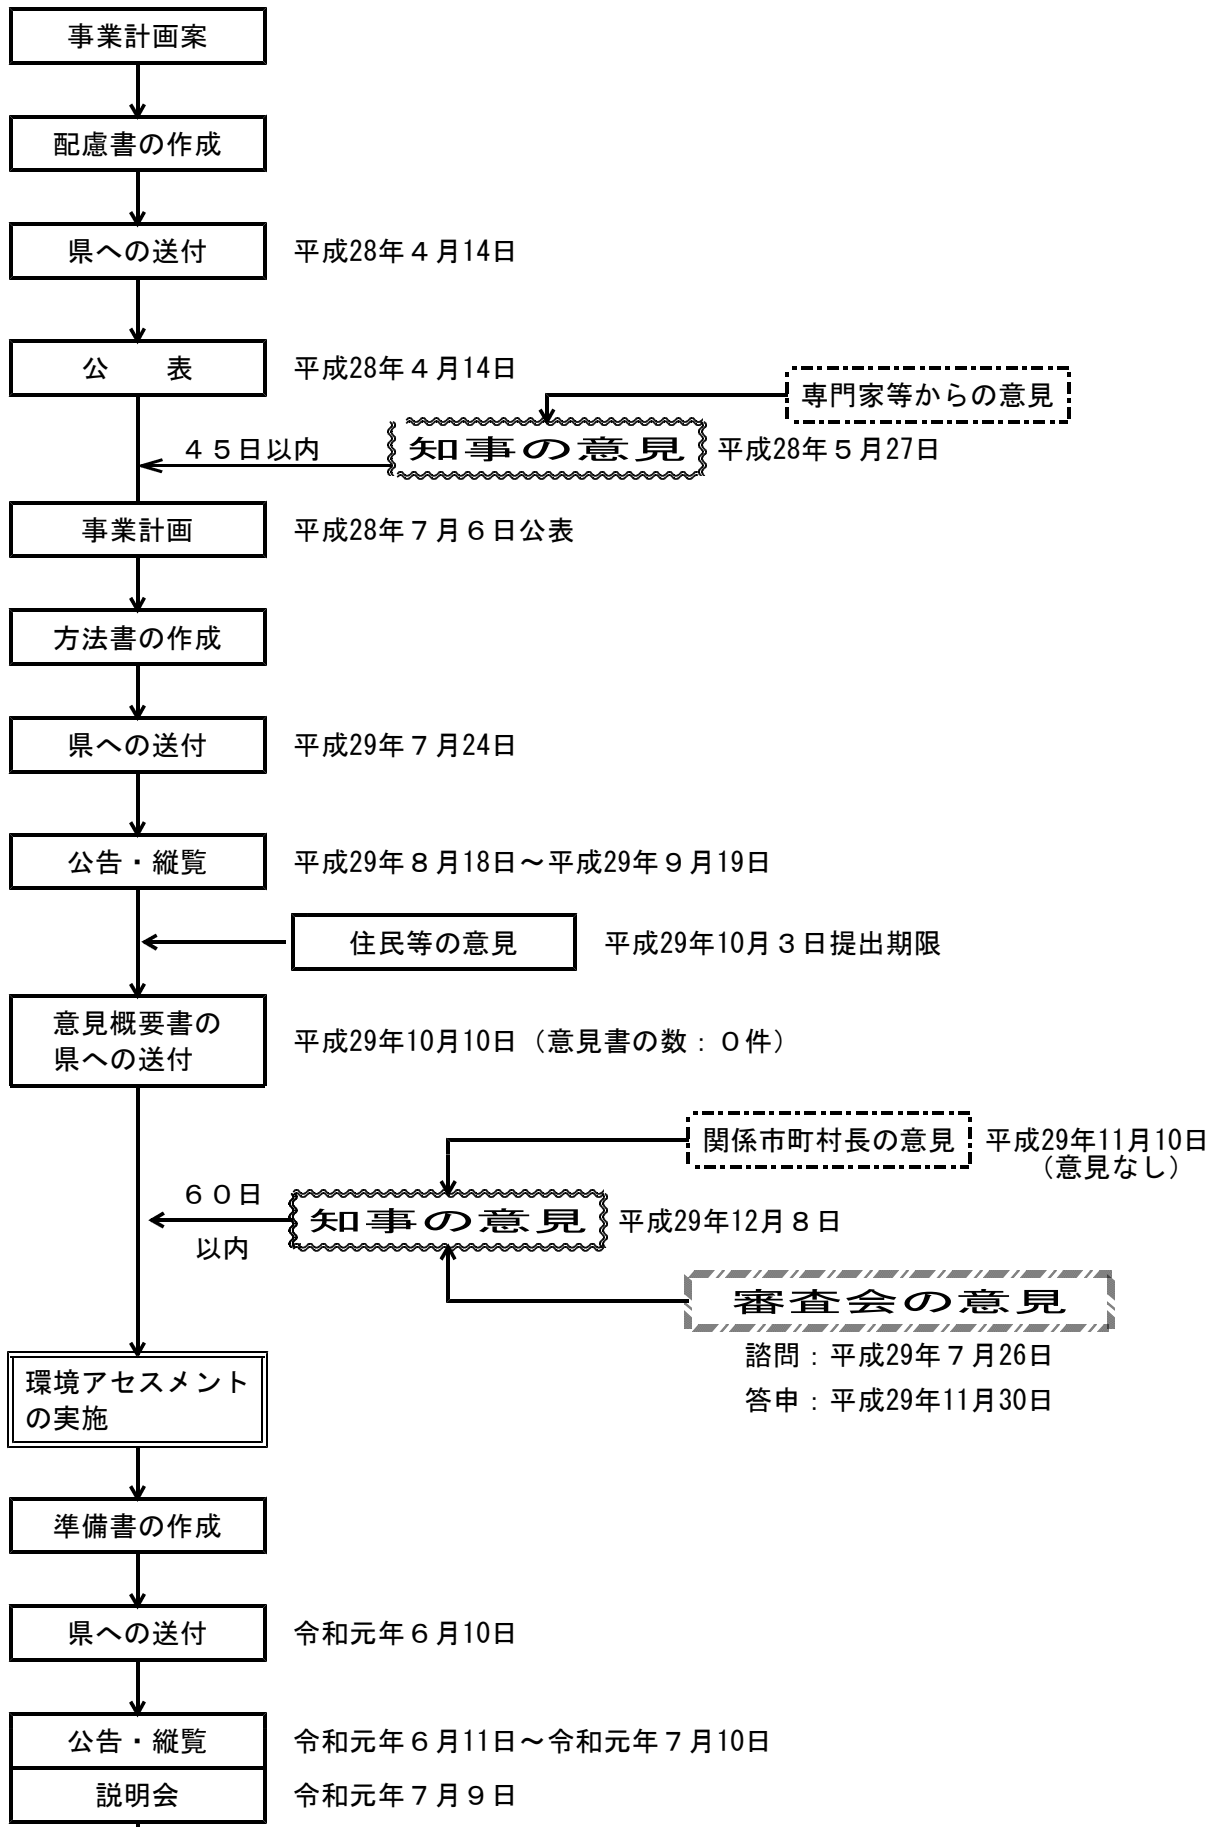 事業計画案
配慮書の作成
県への送付
平成28年４月14日
公　　表
平成28年４月14日
専門家等からの意見
４５日以内
知事の意見
平成28年５月27日
事業計画
平成28年７月６日公表
方法書の作成
県への送付
平成29年７月24日
公告・縦覧
平成29年８月18日～平成29年９月19日
住民等の意見
平成29年10月３日提出期限
意見概要書の
県への送付
平成29年10月10日（意見書の数：０件）
関係市町村長の意見
平成29年11月10日
（意見なし）
６０日
以内
知事の意見
平成29年12月８日
審査会の意見
諮問：平成29年７月26日
答申：平成29年11月30日
環境アセスメント
の実施
準備書の作成
県への送付
令和元年６月10日
公告・縦覧
令和元年６月11日～令和元年７月10日
説明会
令和元年７月９日